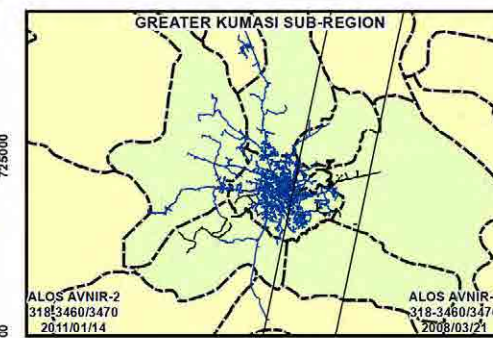 GREATER KUMASI SUB-REGION
725000
00
ALOS AVNIR-2
318-3460/3470
2011/01/14
ALOS AVNIR-
318-3460/347
2008/03/21